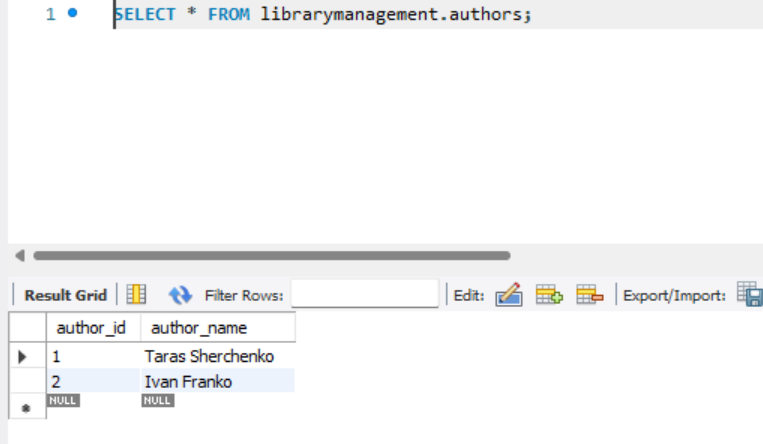 1 SELECT * FROM librarymanagement.authors;
Result Grid Filter Rows: Edit: Export/Import:
author_id author_name
1 Taras Sherchenko
2 Ivan Franko
NULL NULL